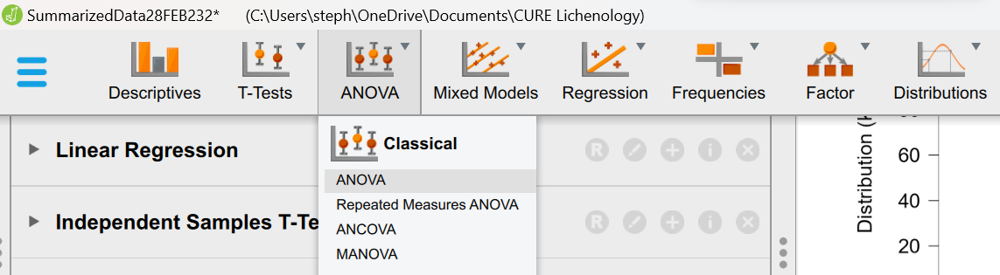 SummarizedData28FEB232* (C:\Users\steph\OneDrive\Documents\CURE Lichenology)
Descriptives T-Tests ANOVA Mixed Models Regression Frequencies Factor Distributions
Linear Regression
R
Classical
ANOVA
Repeated Measures ANOVA
ANCOVA
MANOVA
Independent Samples T-Te
R
Distribution (
60
40
20